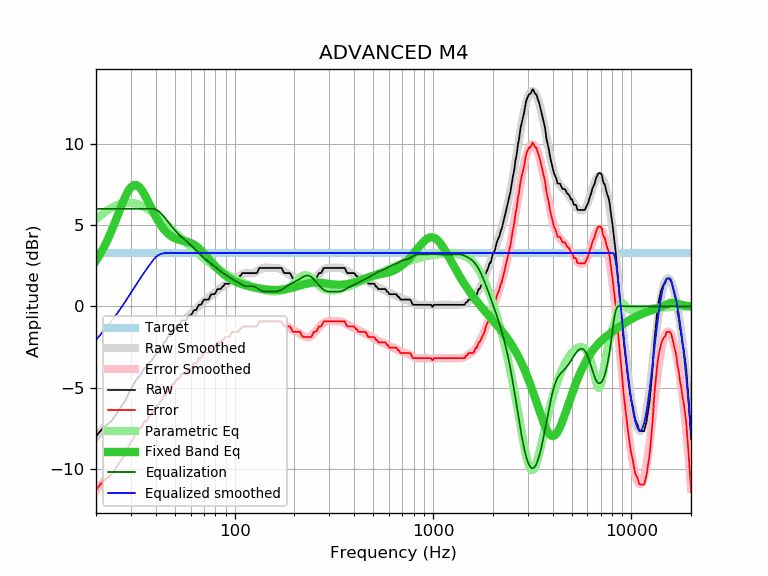 ADVANCED M4
Amplitude (dBr)
10
5
0
−5
−10
Target
Raw Smoothed
Error Smoothed
Raw
Error
Parametric Eq
Fixed Band Eq
Equalization
Equalized smoothed
100 1000 10000
Frequency (Hz)